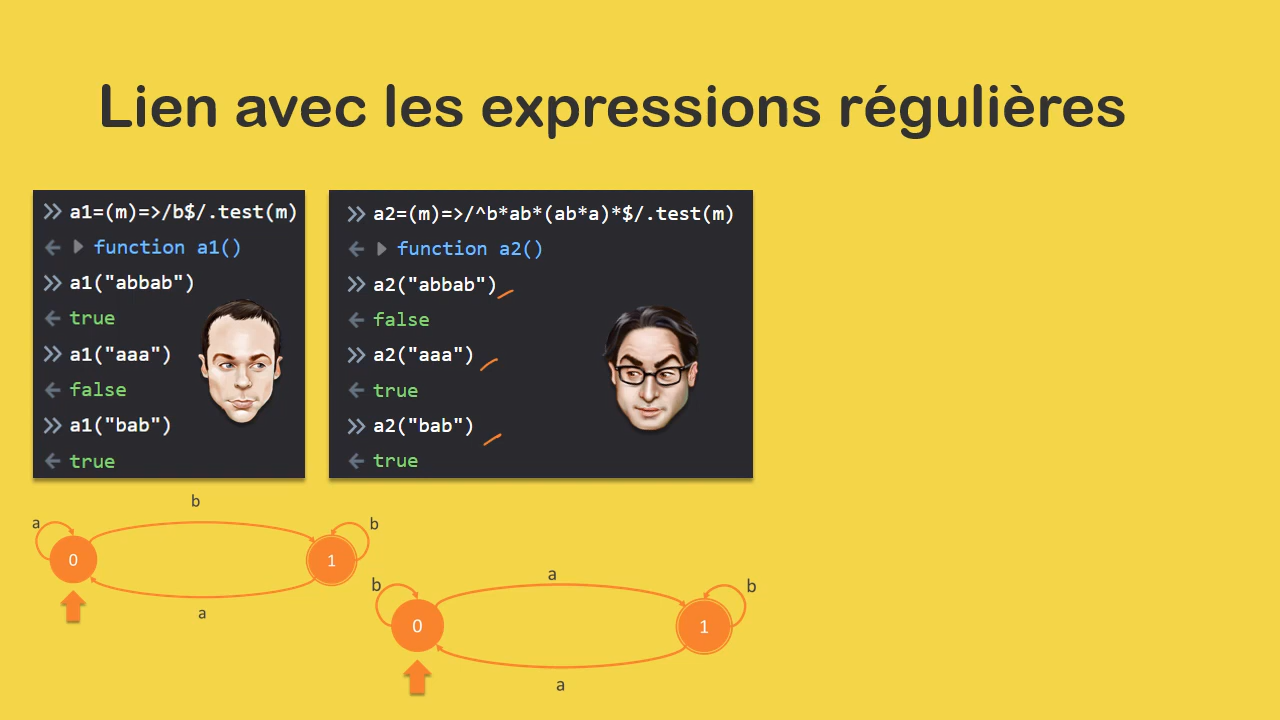 Lien avec les expressions régulières
>> a1=(m)=>/b$/.test(m)
← ▶ function a1()
>> a1("abbab")
← true
>> a1("aaa")
← false
>> a1("bab")
← true
>> a2=(m)=>/^b*ab*(ab*a)*$/.test(m)
← ▶ function a2()
>> a2("abbab")
← false
>> a2("aaa")
← true
>> a2("bab")
← true
b
a
0
1
b
a
b
a
0
1
b
a